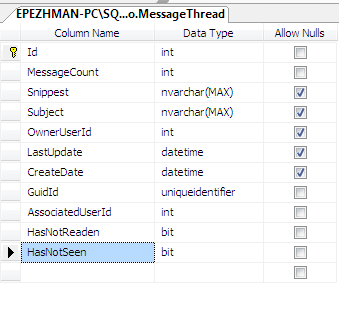 EPEZHMAN-PC\SQ...o.MessageThread
Column Name Data Type Allow Nulls
Id int
MessageCount int
Snippest nvarchar(MAX)
Subject nvarchar(MAX)
OwnerUserId int
LastUpdate datetime
CreateDate datetime
GuidId uniqueidentifier
AssociatedUserId int
HasNotReaden bit
HasNotSeen bit